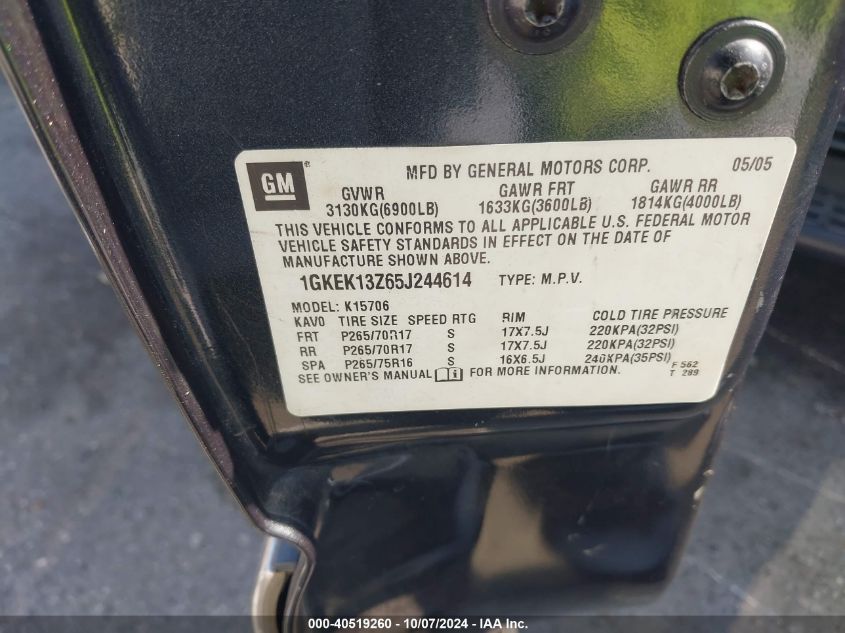 GM ® MFD BY GENERAL MOTORS CORP. 05/05
GVWR GAWR FRT GAWR RR
3130KG(6900LB) 1633KG(3600LB) 1814KG(4000LB)
THIS VEHICLE CONFORMS TO ALL APPLICABLE U.S. FEDERAL MOTOR
VEHICLE SAFETY STANDARDS IN EFFECT ON THE DATE OF
MANUFACTURE SHOWN ABOVE.
1GKEK13Z65J244614 TYPE: M.P.V.
MODEL: K15706
KAVO TIRE SIZE SPEED RTG RIM COLD TIRE PRESSURE
FRT P265/70R17 S 17X7.5J 220KPA(32PSI)
RR P265/70R17 S 17X7.5J 220KPA(32PSI)
SPA P265/75R16 S 16X6.5J 240KPA(35PSI)
F 562
SEE OWNER'S MANUAL FOR MORE INFORMATION. T 289
000-40519260 - 10/07/2024 - IAA Inc.